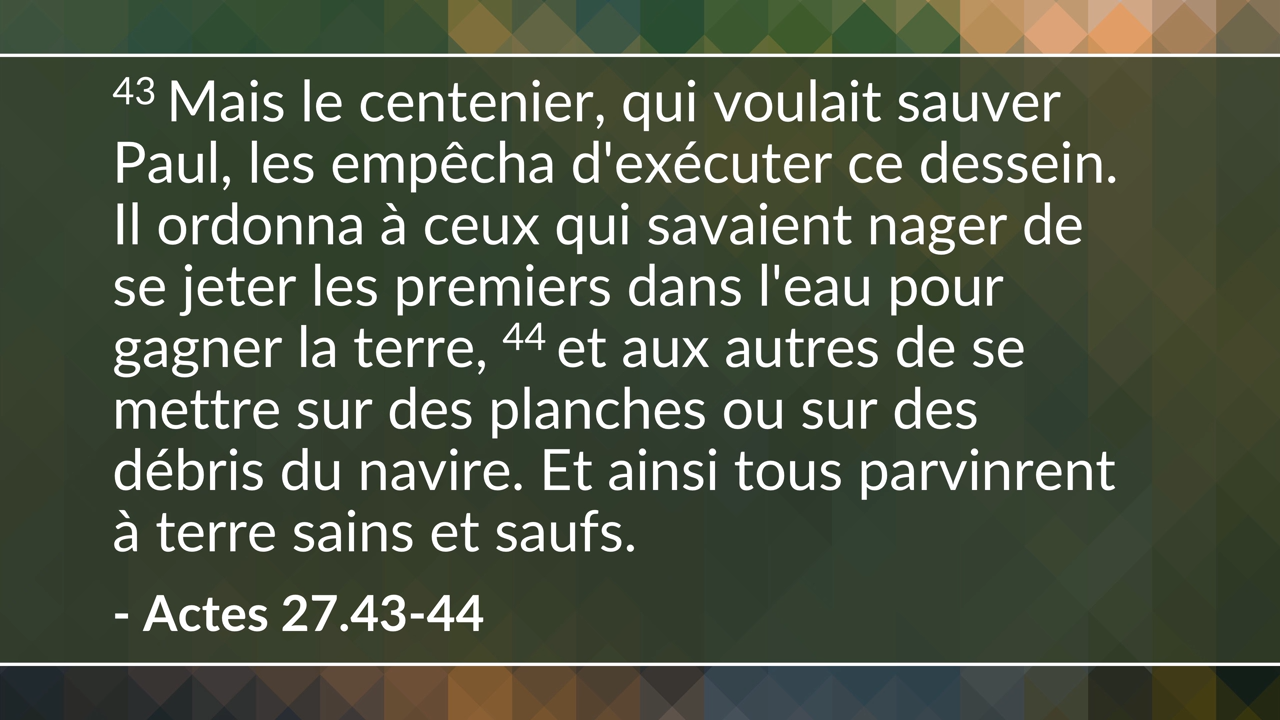 43 Mais le centenier, qui voulait sauver
Paul, les empêcha d'exécuter ce dessein.
Il ordonna à ceux qui savaient nager de
se jeter les premiers dans l'eau pour
gagner la terre, 44 et aux autres de se
mettre sur des planches ou sur des
débris du navire. Et ainsi tous parvinrent
à terre sains et saufs.
- Actes 27.43-44